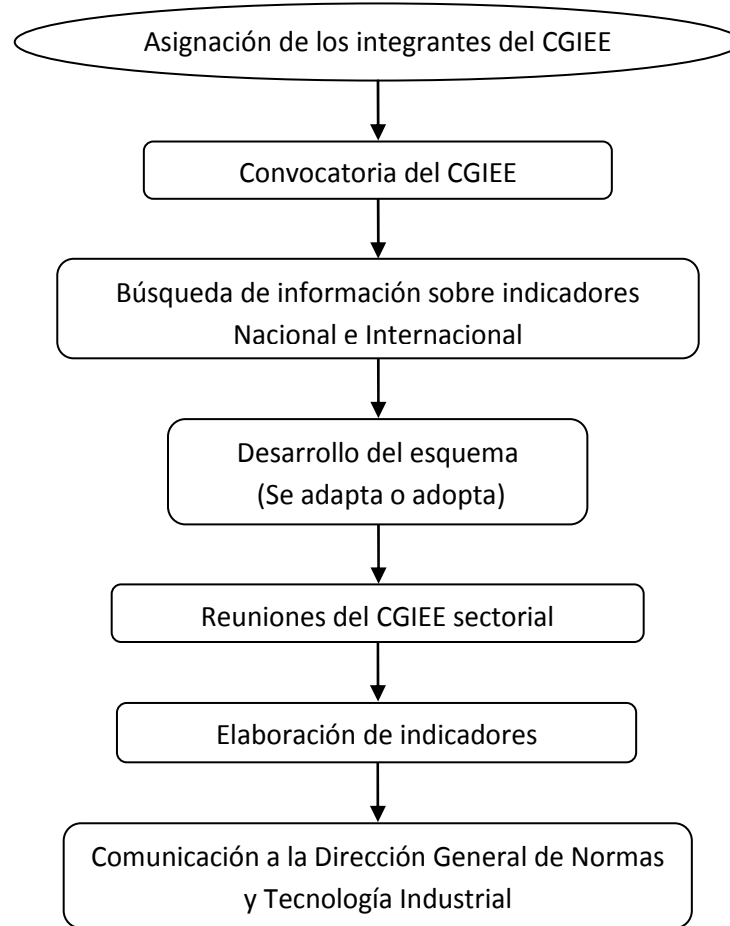 Asignación de los integrantes del CGIEE
Convocatoria del CGIEE
Búsqueda de información sobre indicadores
Nacional e Internacional
Desarrollo del esquema
(Se adapta o adopta)
Reuniones del CGIEE sectorial
Elaboración de indicadores
Comunicación a la Dirección General de Normas
y Tecnología Industrial